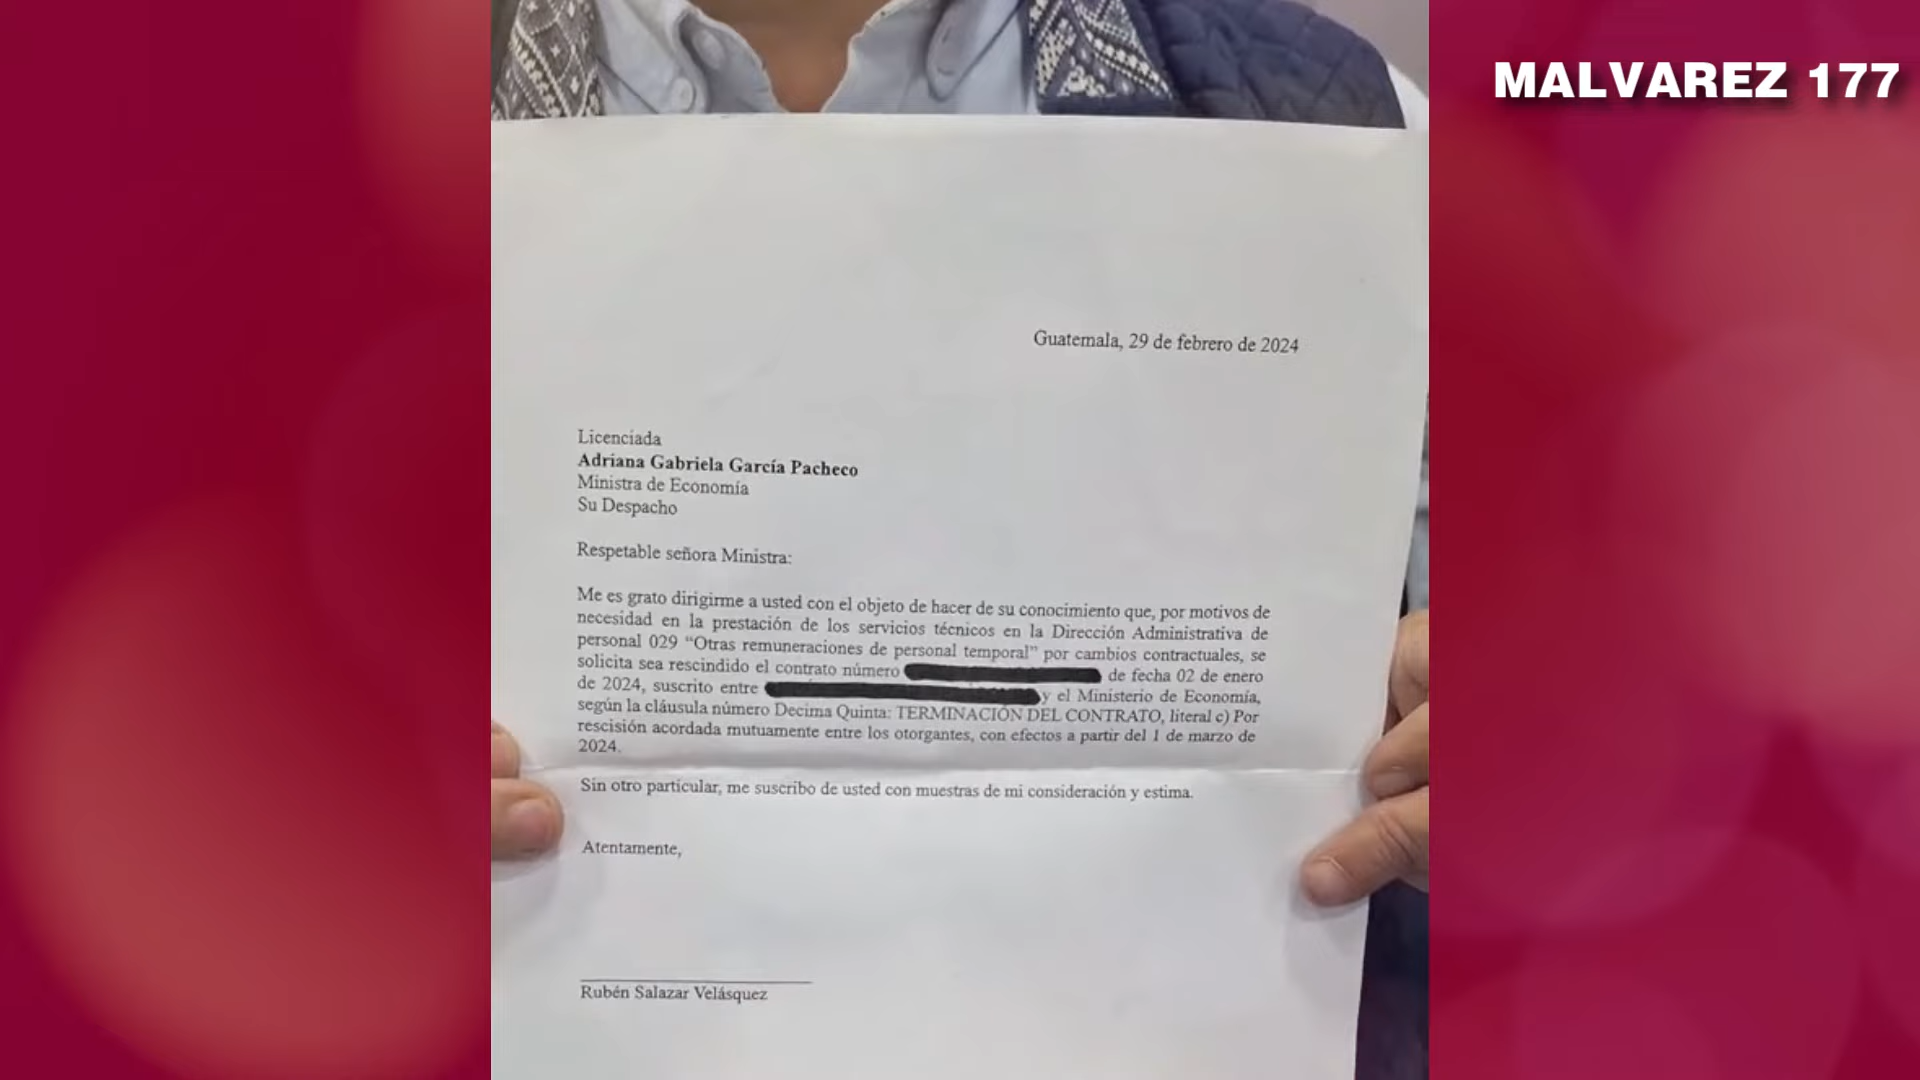 MALVAREZ 177
Guatemala, 29 de febrero de 2024
Licenciada
Adriana Gabriela García Pacheco
Ministra de Economía
Su Despacho
Respetable señora Ministra:
Me es grato dirigirme a usted con el objeto de hacer de su conocimiento que, por motivos de
necesidad en la prestación de los servicios técnicos en la Dirección Administrativa de
personal 029 “Otras remuneraciones de personal temporal” por cambios contractuales, se
solicita sea rescindido el contrato número de fecha 02 de enero
de 2024, suscrito entre y el Ministerio de Economía,
según la cláusula número Decima Quinta: TERMINACIÓN DEL CONTRATO, literal c) Por
rescisión acordada mutuamente entre los otorgantes, con efectos a partir del 1 de marzo de
2024.
Sin otro particular, me suscribo de usted con muestras de mi consideración y estima.
Atentamente,
Rubén Salazar Velásquez